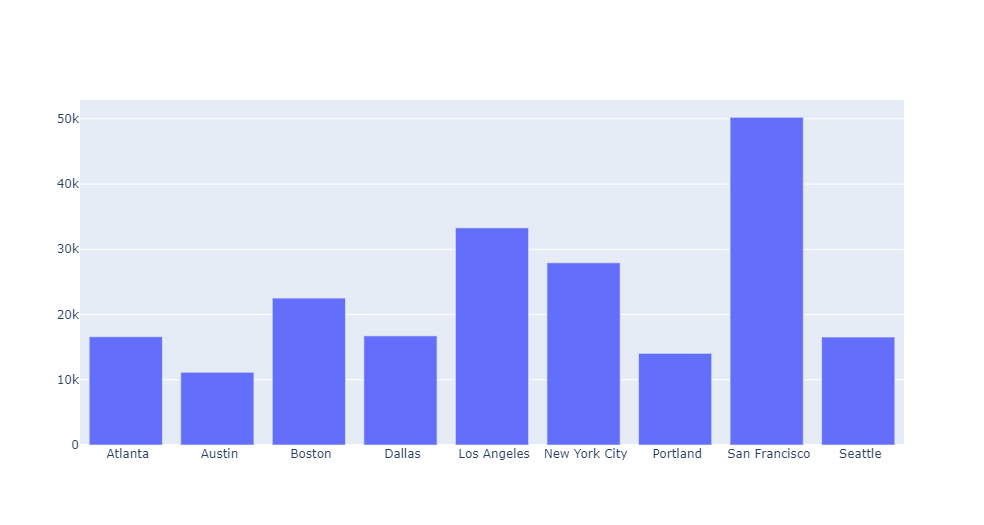 50k
40k
30k
20k
10k
0
Atlanta Austin Boston Dallas Los Angeles New York City Portland San Francisco Seattle